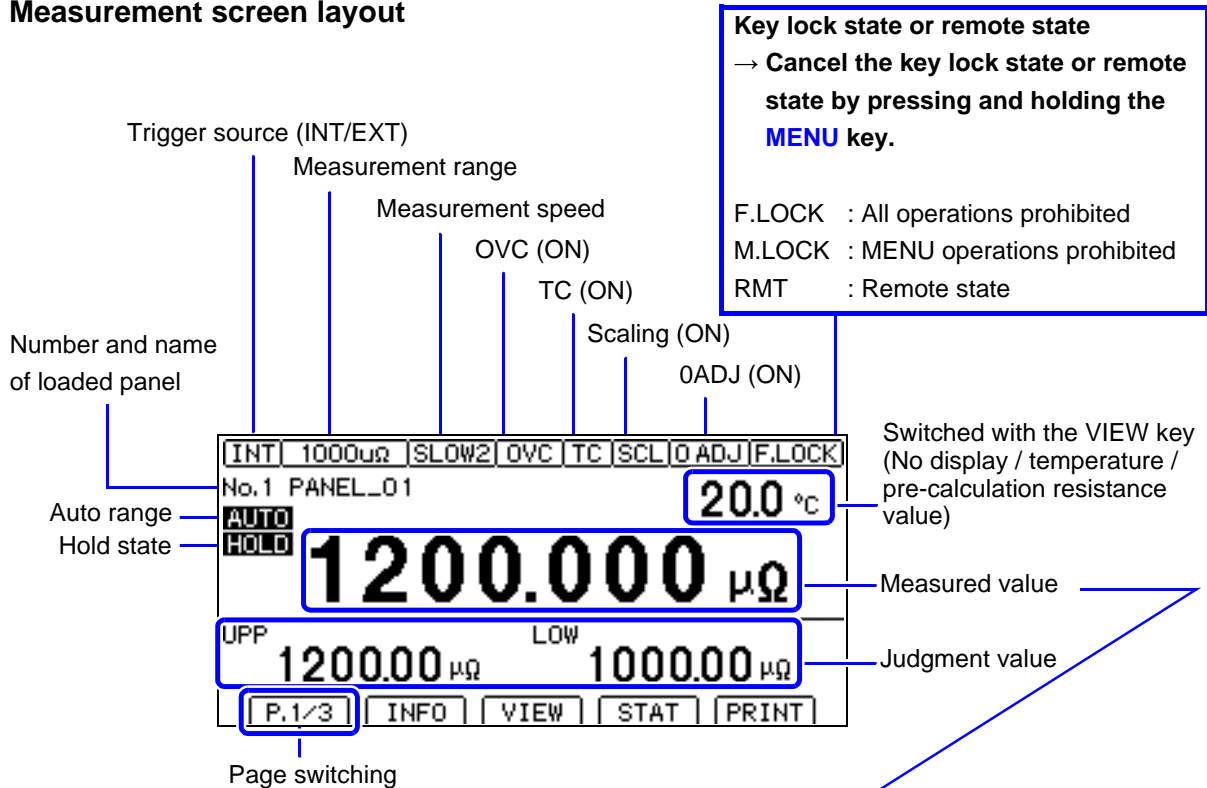 Measurement screen layout
Key lock state or remote state
→ Cancel the key lock state or remote
state by pressing and holding the
MENU key.
F.LOCK : All operations prohibited
M.LOCK : MENU operations prohibited
RMT : Remote state
Trigger source (INT/EXT)
Measurement range
Measurement speed
OVC (ON)
TC (ON)
Scaling (ON)
0ADJ (ON)
Number and name
of loaded panel
Auto range
Hold state
INT 1000uΩ SLOW2 OVC TC SCL 0 ADJ F.LOCK
No.1 PANEL_01
20.0 °C
AUTO
HOLD
1200.000 μΩ
UPP 1200.00 μΩ LOW 1000.00 μΩ
P.1/3 INFO VIEW STAT PRINT
Switched with the VIEW key
(No display / temperature /
pre-calculation resistance
value)
Measured value
Judgment value
Page switching